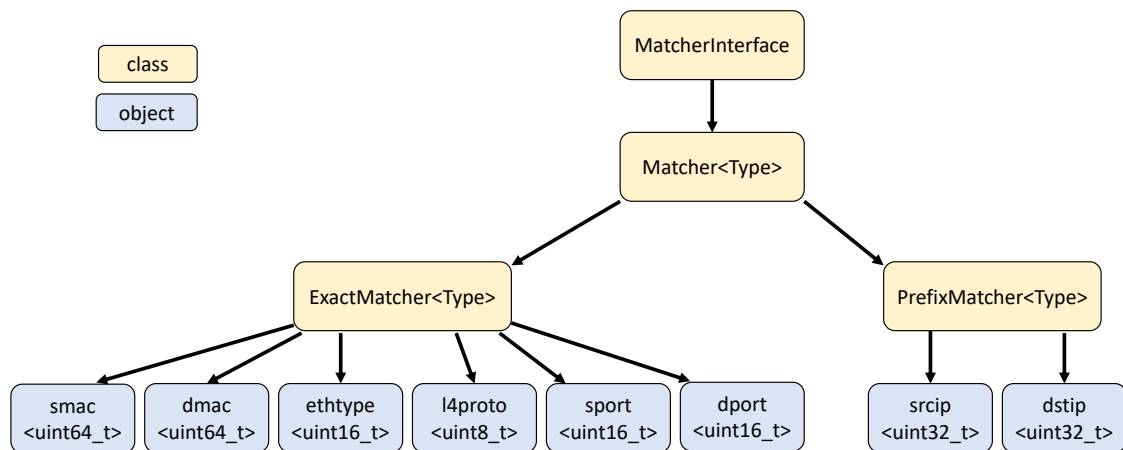 MatcherInterface
class
object
Matcher<Type>
ExactMatcher<Type>
PrefixMatcher<Type>
smac
<uint64_t>
dmac
<uint64_t>
ethtype
<uint16_t>
l4proto
<uint8_t>
sport
<uint16_t>
dport
<uint16_t>
srcip
<uint32_t>
dstip
<uint32_t>